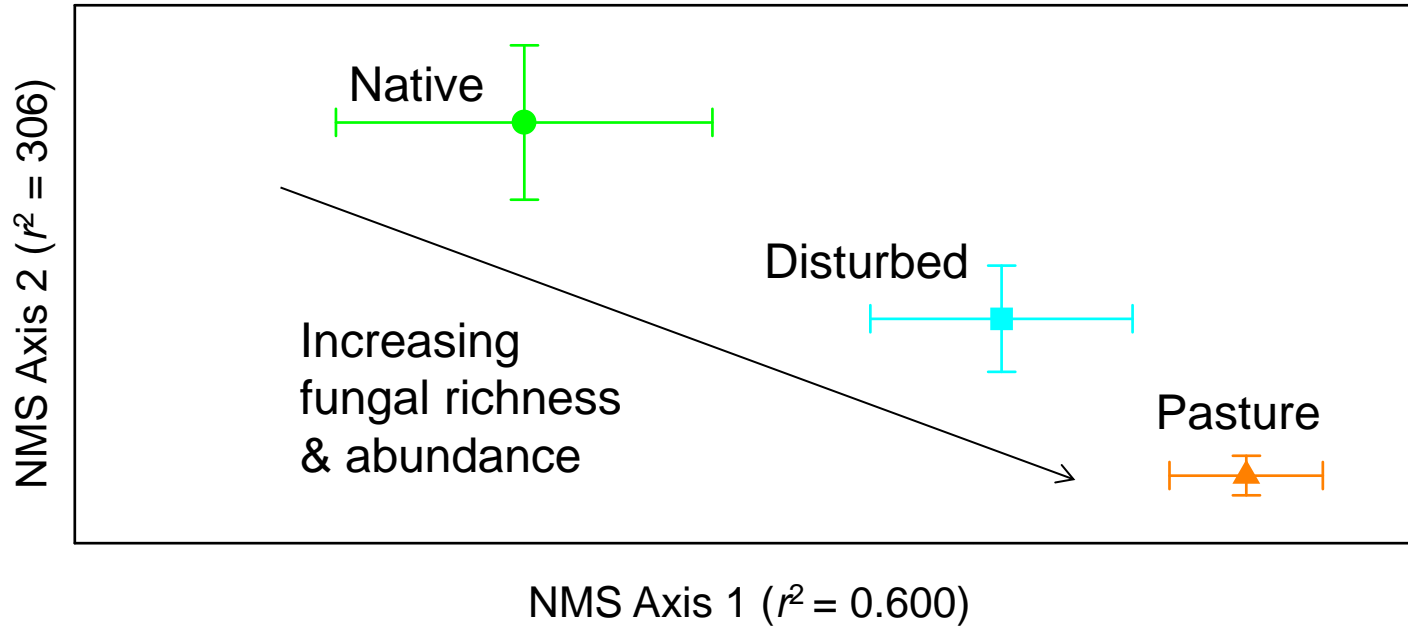 Native
Disturbed
Increasing
fungal richness
& abundance
Pasture
NMS Axis 2 (r² = 306)
NMS Axis 1 (r² = 0.600)